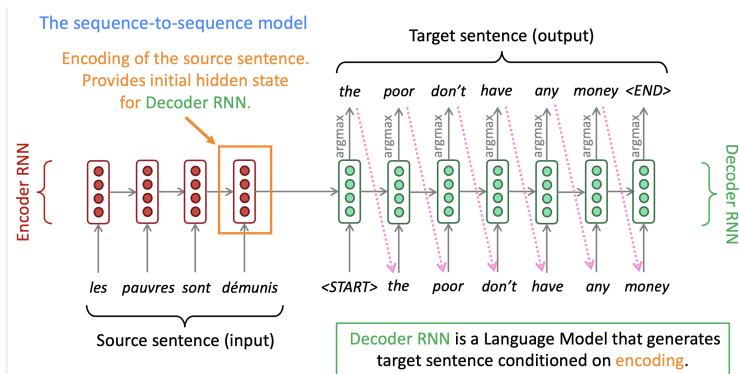 The sequence-to-sequence model
Encoding of the source sentence.
Provides initial hidden state
for Decoder RNN.
Target sentence (output)
the poor don't have any money <END>
argmax argmax argmax argmax argmax argmax argmax
Encoder RNN
Decoder RNN
les pauvres sont démunis
<START> the poor don't have any money
Source sentence (input)
Decoder RNN is a Language Model that generates
target sentence conditioned on encoding.